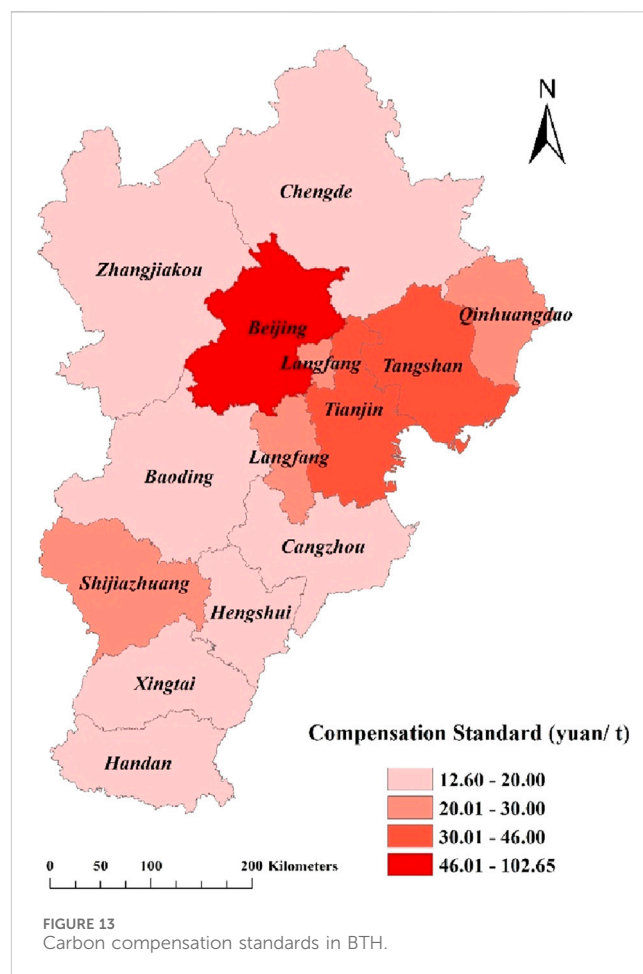 N
Chengde
Zhangjiakou
Qinhuangdao
Beijing
Langfang
Tangshan
Tianjin
Langfang
Baoding
Cangzhou
Shijiazhuang
Hengshui
Xingtai
Handan
Compensation Standard (yuan/ t)
12.60 - 20.00
20.01 - 30.00
30.01 - 46.00
46.01 - 102.65
0 50 100 200 Kilometers
FIGURE 13
Carbon compensation standards in BTH.